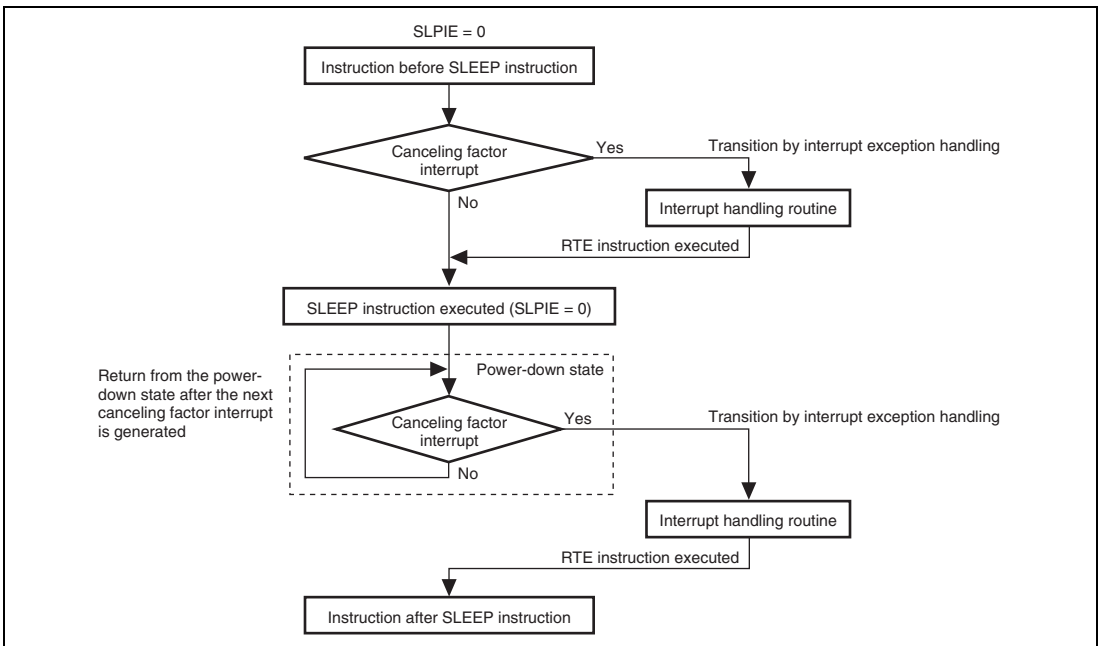 SLPIE = 0
Instruction before SLEEP instruction
Canceling factor
interrupt
Yes
Transition by interrupt exception handling
No
Interrupt handling routine
RTE instruction executed
SLEEP instruction executed (SLPIE = 0)
Return from the power-
down state after the next
canceling factor interrupt
is generated
Power-down state
Canceling factor
interrupt
Yes
Transition by interrupt exception handling
No
Interrupt handling routine
RTE instruction executed
Instruction after SLEEP instruction